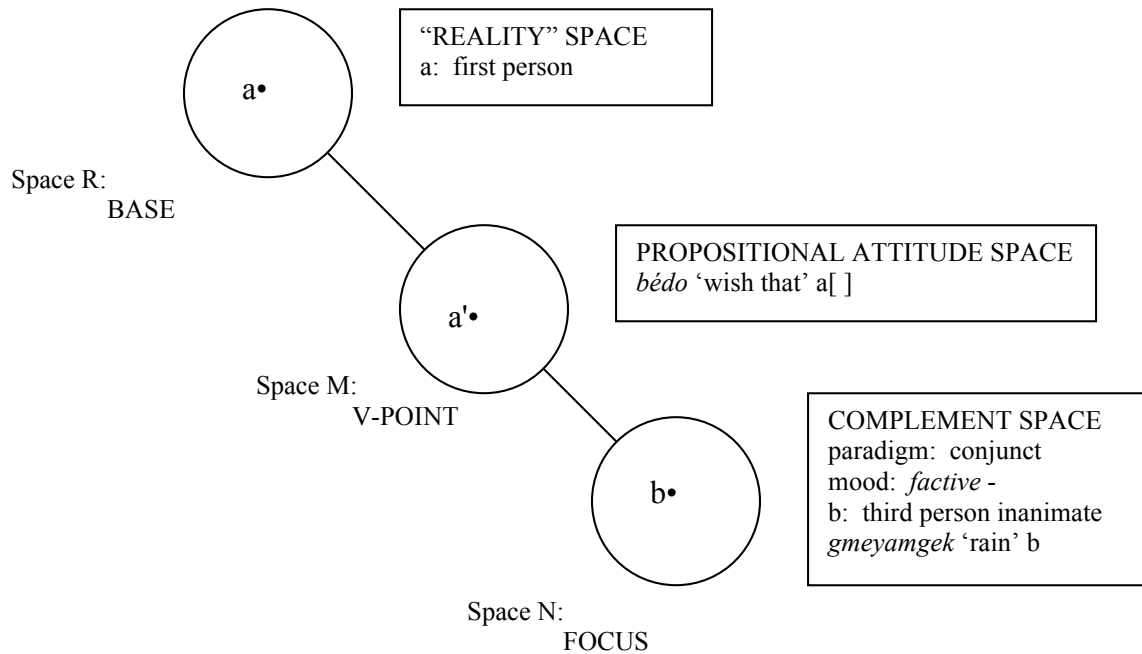 “REALITY” SPACE
a: first person
a•
Space R:
BASE
PROPOSITIONAL ATTITUDE SPACE
bédo ‘wish that’ a[ ]
a'•
Space M:
V-POINT
COMPLEMENT SPACE
paradigm: conjunct
mood: factive -
b: third person inanimate
gmeyamgek ‘rain’ b
b•
Space N:
FOCUS